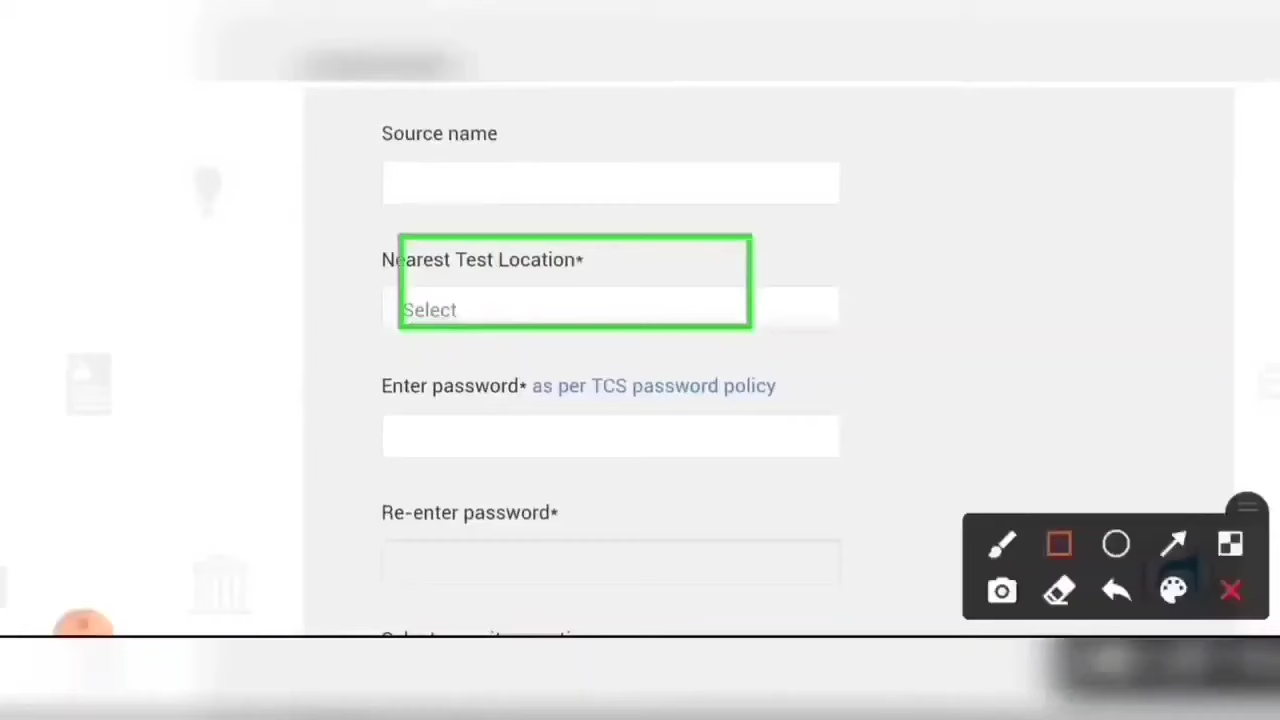 Source name
Nearest Test Location*
Select
Enter password* as per TCS password policy
Re-enter password*